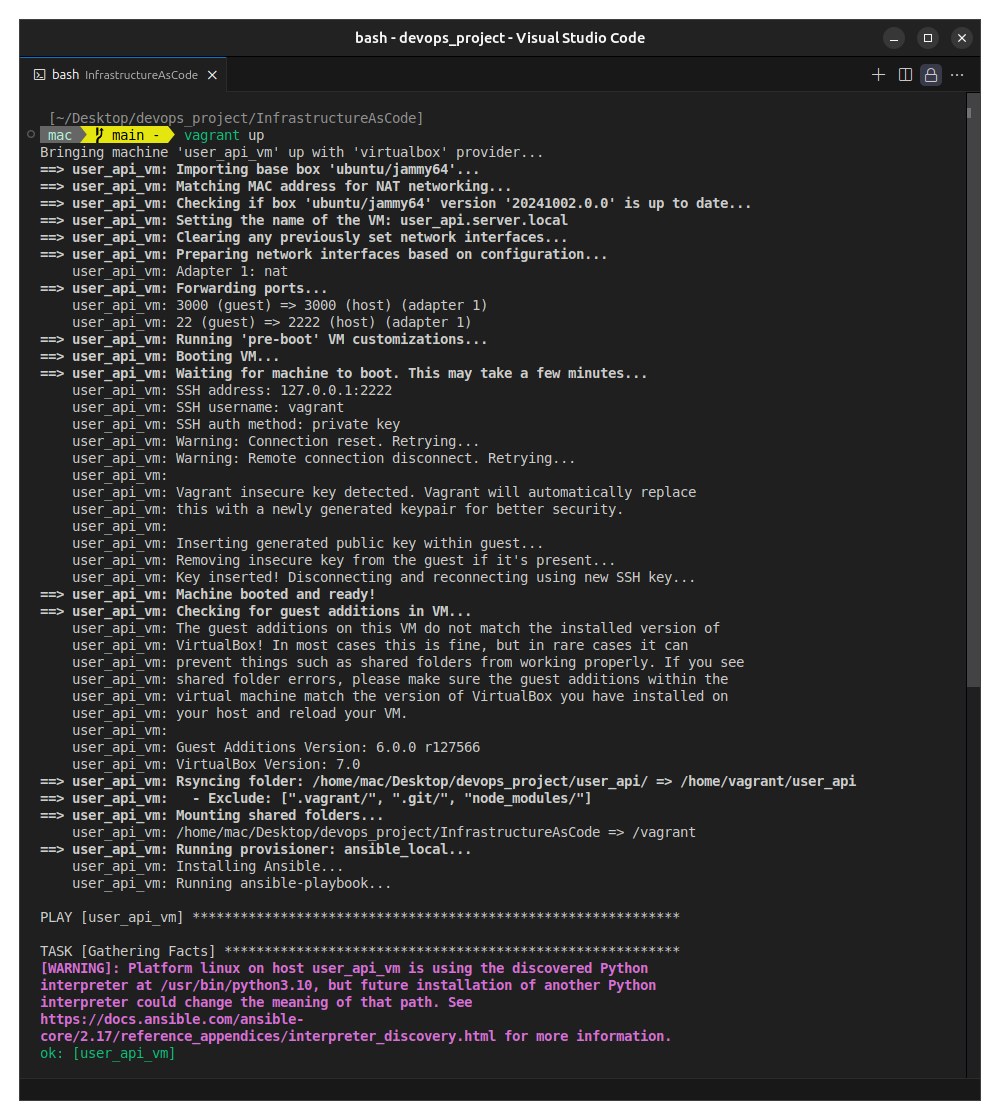 bash - devops_project - Visual Studio Code
bash InfrastructureAsCode
[~/Desktop/devops_project/InfrastructureAsCode]
mac main - vagrant up
Bringing machine 'user_api_vm' up with 'virtualbox' provider...
==> user_api_vm: Importing base box 'ubuntu/jammy64'...
==> user_api_vm: Matching MAC address for NAT networking...
==> user_api_vm: Checking if box 'ubuntu/jammy64' version '20241002.0.0' is up to date...
==> user_api_vm: Setting the name of the VM: user_api.server.local
==> user_api_vm: Clearing any previously set network interfaces...
==> user_api_vm: Preparing network interfaces based on configuration...
    user_api_vm: Adapter 1: nat
==> user_api_vm: Forwarding ports...
    user_api_vm: 3000 (guest) => 3000 (host) (adapter 1)
    user_api_vm: 22 (guest) => 2222 (host) (adapter 1)
==> user_api_vm: Running 'pre-boot' VM customizations...
==> user_api_vm: Booting VM...
==> user_api_vm: Waiting for machine to boot. This may take a few minutes...
    user_api_vm: SSH address: 127.0.0.1:2222
    user_api_vm: SSH username: vagrant
    user_api_vm: SSH auth method: private key
    user_api_vm: Warning: Connection reset. Retrying...
    user_api_vm: Warning: Remote connection disconnect. Retrying...
    user_api_vm:
    user_api_vm: Vagrant insecure key detected. Vagrant will automatically replace
    user_api_vm: this with a newly generated keypair for better security.
    user_api_vm:
    user_api_vm: Inserting generated public key within guest...
    user_api_vm: Removing insecure key from the guest if it's present...
    user_api_vm: Key inserted! Disconnecting and reconnecting using new SSH key...
==> user_api_vm: Machine booted and ready!
==> user_api_vm: Checking for guest additions in VM...
    user_api_vm: The guest additions on this VM do not match the installed version of
    user_api_vm: VirtualBox! In most cases this is fine, but in rare cases it can
    user_api_vm: prevent things such as shared folders from working properly. If you see
    user_api_vm: shared folder errors, please make sure the guest additions within the
    user_api_vm: virtual machine match the version of VirtualBox you have installed on
    user_api_vm: your host and reload your VM.
    user_api_vm:
    user_api_vm: Guest Additions Version: 6.0.0 r127566
    user_api_vm: VirtualBox Version: 7.0
==> user_api_vm: Rsyncing folder: /home/mac/Desktop/devops_project/user_api/ => /home/vagrant/user_api
==> user_api_vm:   - Exclude: [".vagrant/", ".git/", "node_modules/"]
==> user_api_vm: Mounting shared folders...
    user_api_vm: /home/mac/Desktop/devops_project/InfrastructureAsCode => /vagrant
==> user_api_vm: Running provisioner: ansible_local...
    user_api_vm: Installing Ansible...
    user_api_vm: Running ansible-playbook...
PLAY [user_api_vm] *************************************************************
TASK [Gathering Facts] *********************************************************
[WARNING]: Platform linux on host user_api_vm is using the discovered Python
interpreter at /usr/bin/python3.10, but future installation of another Python
interpreter could change the meaning of that path. See
https://docs.ansible.com/ansible-
core/2.17/reference_appendices/interpreter_discovery.html for more information.
ok: [user_api_vm]